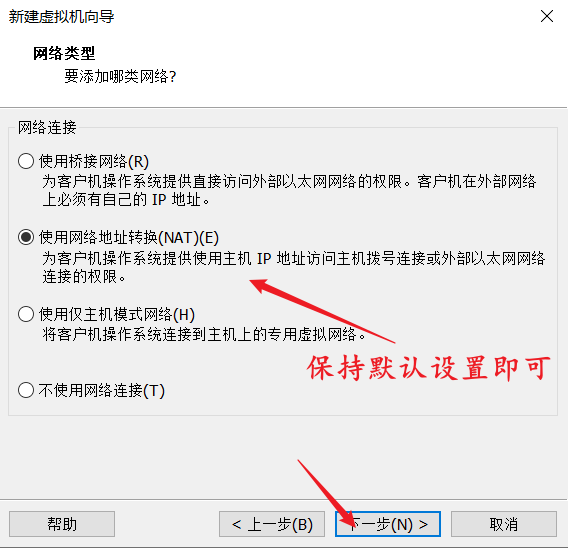 新建虚拟机向导
网络类型
要添加哪类网络?
网络连接
使用桥接网络(R)
为客户机操作系统提供直接访问外部以太网网络的权限。客户机在外部网络
上必须有自己的 IP 地址。
使用网络地址转换(NAT)(E)
为客户机操作系统提供使用主机 IP 地址访问主机拨号连接或外部以太网网络
连接的权限。
使用仅主机模式网络(H)
将客户机操作系统连接到主机上的专用虚拟网络。
保持默认设置即可
不使用网络连接(T)
帮助
< 上一步(B)
下一步(N) >
取消